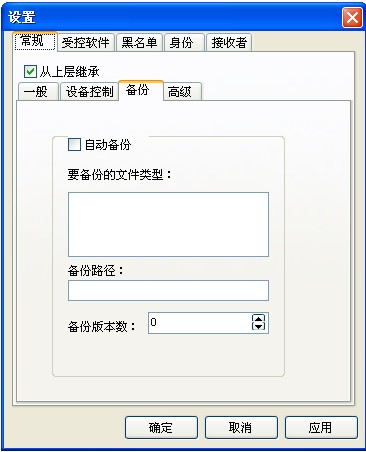 设置
常规 受控软件 黑名单 身份 接收者
从上层继承
一般 设备控制 备份 高级
自动备份
要备份的文件类型：
备份路径：
备份版本数： 0
确定 取消 应用